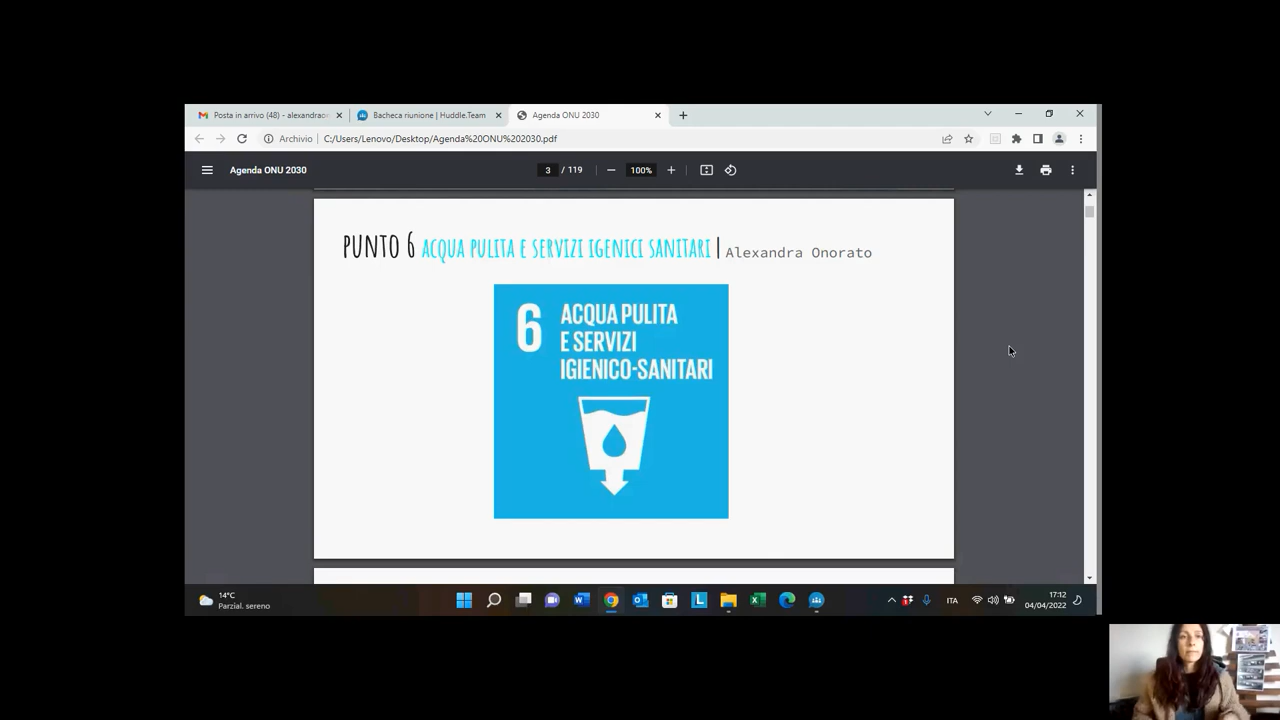 Posta in arrivo (48) - alexandra
Bacheca riunione | Huddle.Team
Agenda ONU 2030
Archivio
C:/Users/Lenovo/Desktop/Agenda%20ONU%202030.pdf
Agenda ONU 2030
3 / 119
100%
PUNTO 6 ACQUA PULITA E SERVIZI IGENICI SANITARI | Alexandra Onorato
6 ACQUA PULITA
E SERVIZI
IGIENICO-SANITARI
14°C
Parzial. sereno
ITA
17:12
04/04/2022